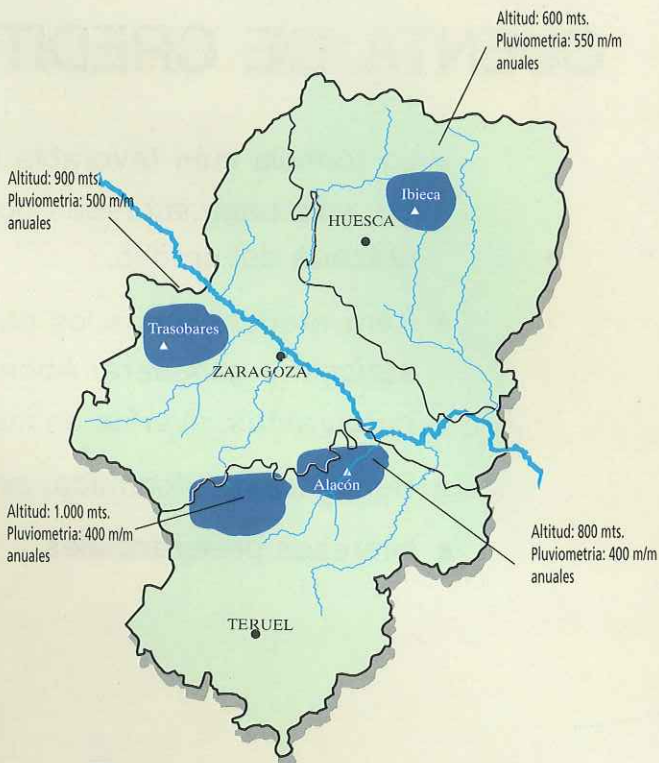 Altitud: 600 mts.
Pluviometria: 550 m/m
anuales
Altitud: 900 mts.
Pluviometria: 500 m/m
anuales
Ibieca
HUESCA
Trasobares
ZARAGOZA
Alacón
Altitud: 1.000 mts.
Pluviometria: 400 m/m
anuales
Altitud: 800 mts.
Pluviometria: 400 m/m
anuales
TERUEL